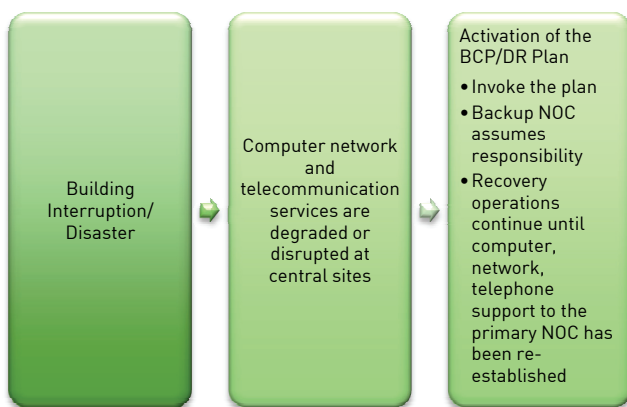 Building
Interruption/
Disaster
Computer network
and
telecommunication
services are
degraded or
disrupted at
central sites
Activation of the
BCP/DR Plan
• Invoke the plan
• Backup NOC
assumes
responsibility
• Recovery
operations
continue until
computer,
network,
telephone
support to the
primary NOC has
been re-
established